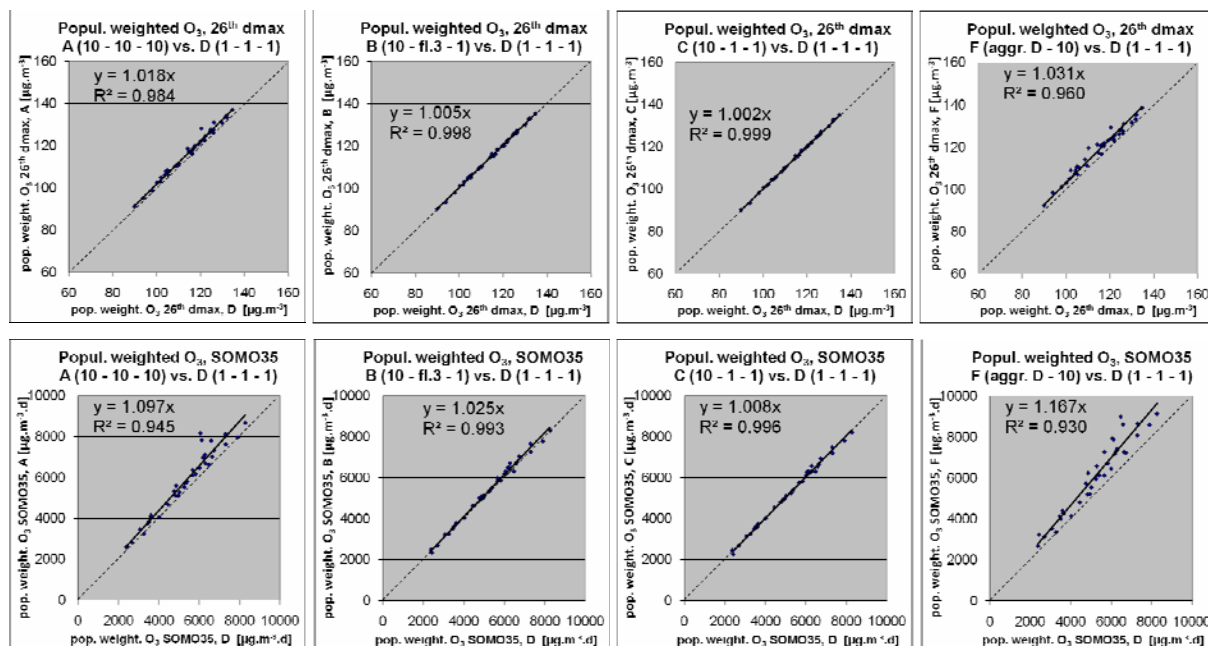 Popul. weighted O₃, 26ᵗʰ dmax
A (10 - 10 - 10) vs. D (1 - 1 - 1)
y = 1.018x
R² = 0.984
pop. weight. O₃ 26ᵗʰ dmax, A [µg.m⁻³]
160
140
120
100
80
60
60 80 100 120 140 160
pop. weight. O₃ 26ᵗʰ dmax, D [µg.m⁻³]
Popul. weighted O₃, 26ᵗʰ dmax
B (10 - fl.3 - 1) vs. D (1 - 1 - 1)
y = 1.005x
R² = 0.998
pop. weight. O₃ 26ᵗʰ dmax, B [µg.m⁻³]
160
140
120
100
80
60
60 80 100 120 140 160
pop. weight. O₃ 26ᵗʰ dmax, D [µg.m⁻³]
Popul. weighted O₃, 26ᵗʰ dmax
C (10 - 1 - 1) vs. D (1 - 1 - 1)
y = 1.002x
R² = 0.999
pop. weight. O₃ 26ᵗʰ dmax, C [µg.m⁻³]
160
140
120
100
80
60
60 80 100 120 140 160
pop. weight. O₃ 26ᵗʰ dmax, D [µg.m⁻³]
Popul. weighted O₃, 26ᵗʰ dmax
F (aggr. D - 10) vs. D (1 - 1 - 1)
y = 1.031x
R² = 0.960
pop. weight. O₃ 26ᵗʰ dmax, F [µg.m⁻³]
160
140
120
100
80
60
60 80 100 120 140 160
pop. weight. O₃ 26ᵗʰ dmax, D [µg.m⁻³]
Popul. weighted O₃, SOMO35
A (10 - 10 - 10) vs. D (1 - 1 - 1)
y = 1.097x
R² = 0.945
pop. weight. O₃ SOMO35, A [µg.m⁻³.d]
10000
8000
6000
4000
2000
0
0 2000 4000 6000 8000 10000
pop. weight. O₃ SOMO35, D [µg.m⁻³.d]
Popul. weighted O₃, SOMO35
B (10 - fl.3 - 1) vs. D (1 - 1 - 1)
y = 1.025x
R² = 0.993
pop. weight. O₃ SOMO35, B [µg.m⁻³.d]
10000
8000
6000
4000
2000
0
0 2000 4000 6000 8000 10000
pop. weight. O₃ SOMO35, D [µg.m⁻³.d]
Popul. weighted O₃, SOMO35
C (10 - 1 - 1) vs. D (1 - 1 - 1)
y = 1.008x
R² = 0.996
pop. weight. O₃ SOMO35, C [µg.m⁻³.d]
10000
8000
6000
4000
2000
0
0 2000 4000 6000 8000 10000
pop. weight. O₃ SOMO35, D [µg.m⁻³.d]
Popul. weighted O₃, SOMO35
F (aggr. D - 10) vs. D (1 - 1 - 1)
y = 1.167x
R² = 0.930
pop. weight. O₃ SOMO35, F [µg.m⁻³.d]
10000
8000
6000
4000
2000
0
0 2000 4000 6000 8000 10000
pop. weight. O₃ SOMO35, D [µg.m⁻³.d]